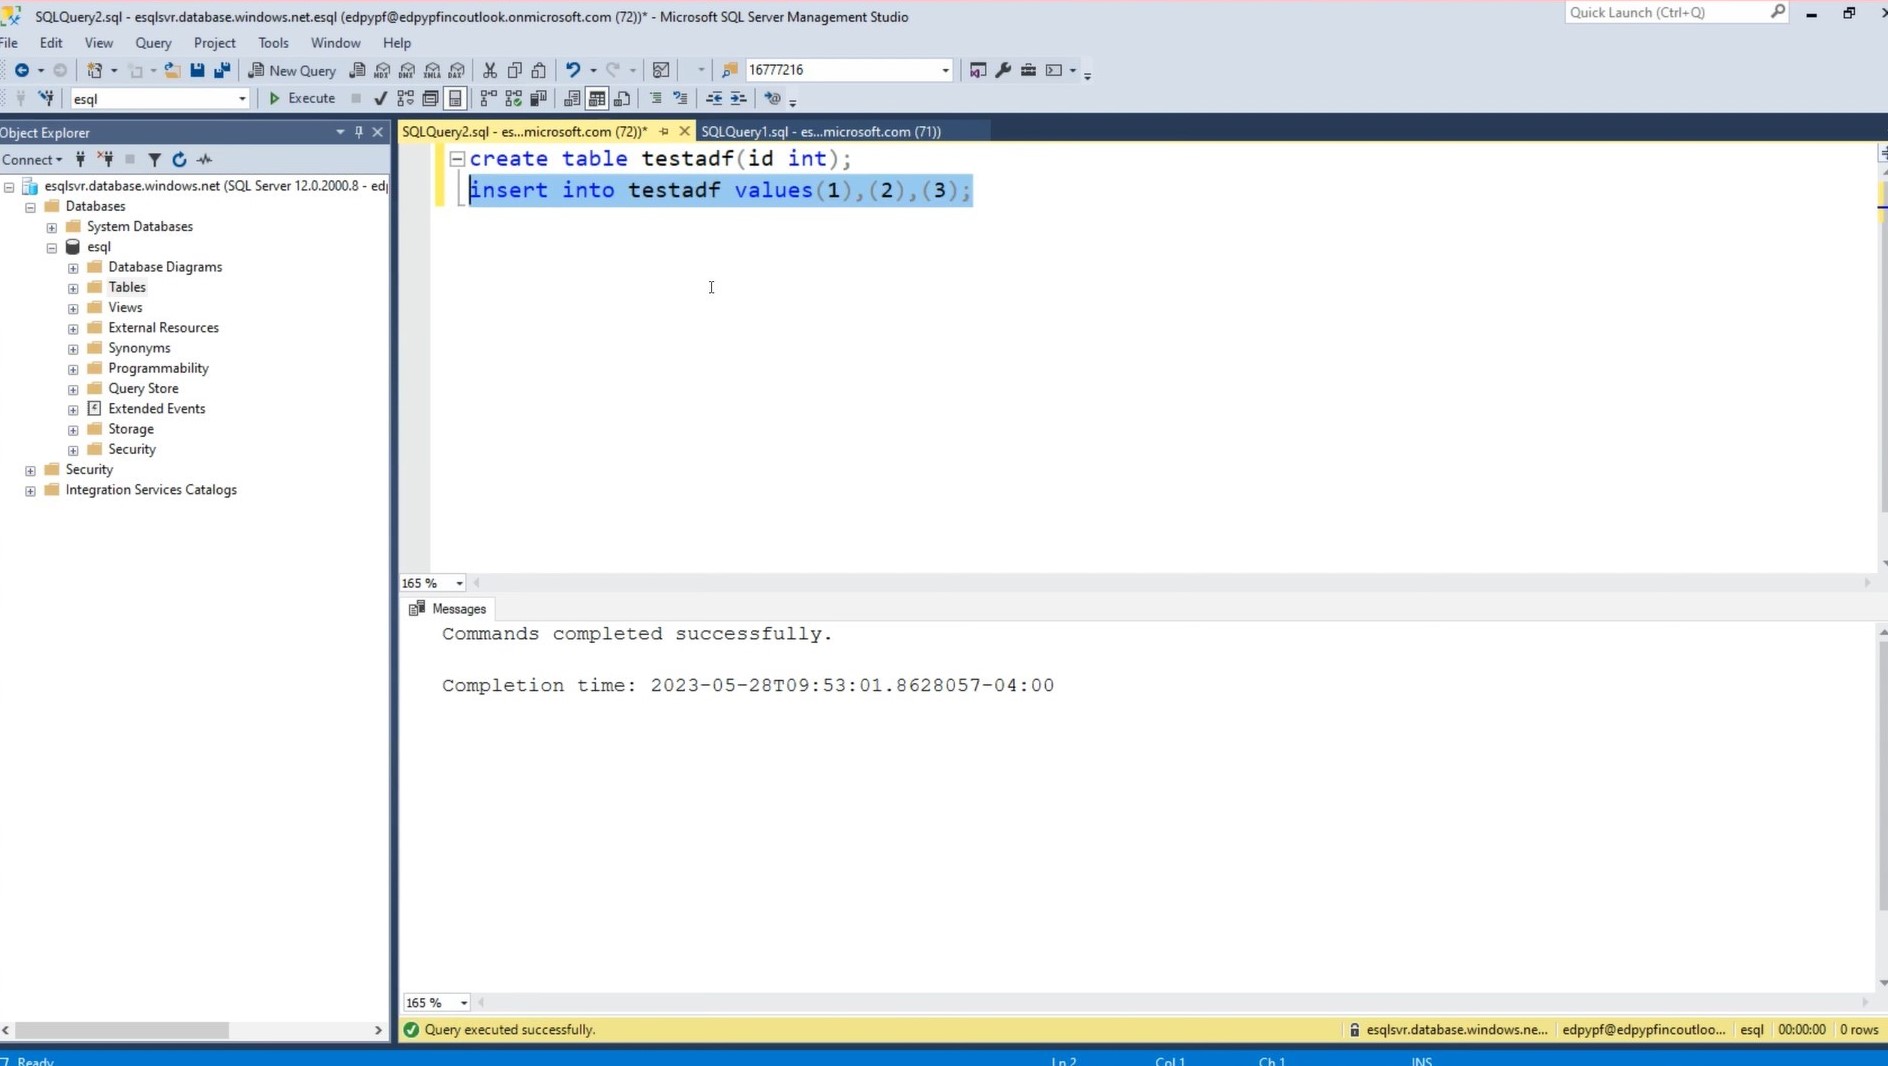 SQLQuery2.sql - esqlsvr.database.windows.net.esql (edpypf@edpypfincoutlook.onmicrosoft.com (72))* - Microsoft SQL Server Management Studio
Quick Launch (Ctrl+Q)
File Edit View Query Project Tools Window Help
New Query
MDX DMX XMLA DAX
16777216
esql
Execute
Object Explorer
SQLQuery2.sql - es...microsoft.com (72))*
SQLQuery1.sql - es...microsoft.com (71))
Connect
esqlsvr.database.windows.net (SQL Server 12.0.2000.8 - edp
Databases
System Databases
esql
Database Diagrams
Tables
Views
External Resources
Synonyms
Programmability
Query Store
Extended Events
Storage
Security
Security
Integration Services Catalogs
create table testadf(id int);
insert into testadf values(1),(2),(3);
165 %
Messages
Commands completed successfully.
Completion time: 2023-05-28T09:53:01.8628057-04:00
165 %
Query executed successfully.
esqlsvr.database.windows.ne...
edpypf@edpypfincoutloo...
esql
00:00:00
0 rows
Ready
Ln 2
Col 1
Ch 1
INS